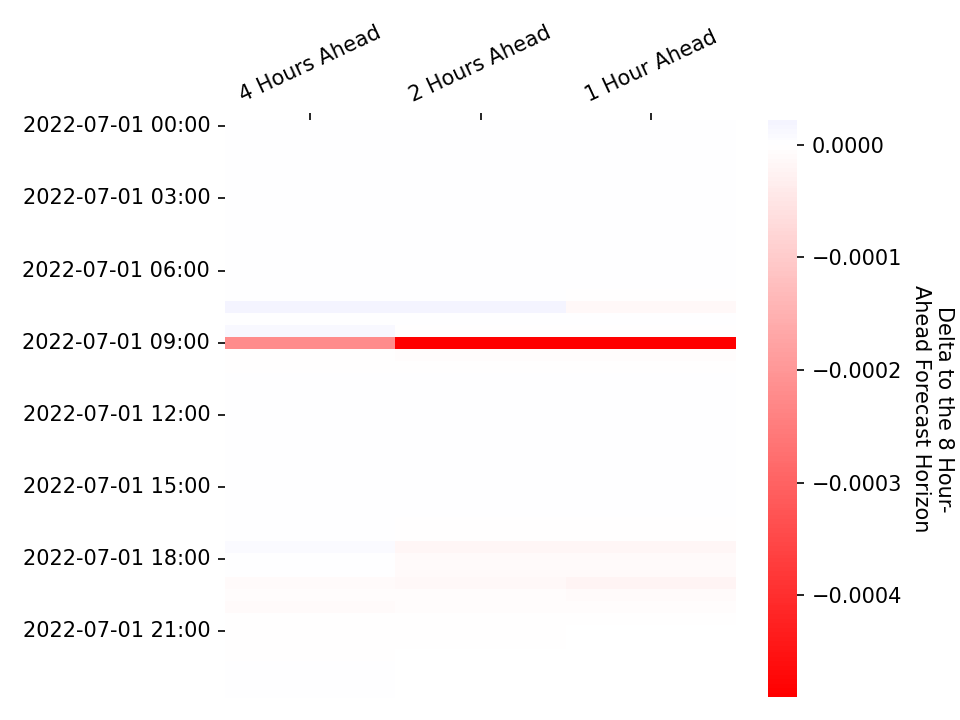 4 Hours Ahead
2 Hours Ahead
1 Hour Ahead
2022-07-01 00:00
2022-07-01 03:00
2022-07-01 06:00
2022-07-01 09:00
2022-07-01 12:00
2022-07-01 15:00
2022-07-01 18:00
2022-07-01 21:00
0.0000
−0.0001
−0.0002
−0.0003
−0.0004
Delta to the 8 Hour-
Ahead Forecast Horizon